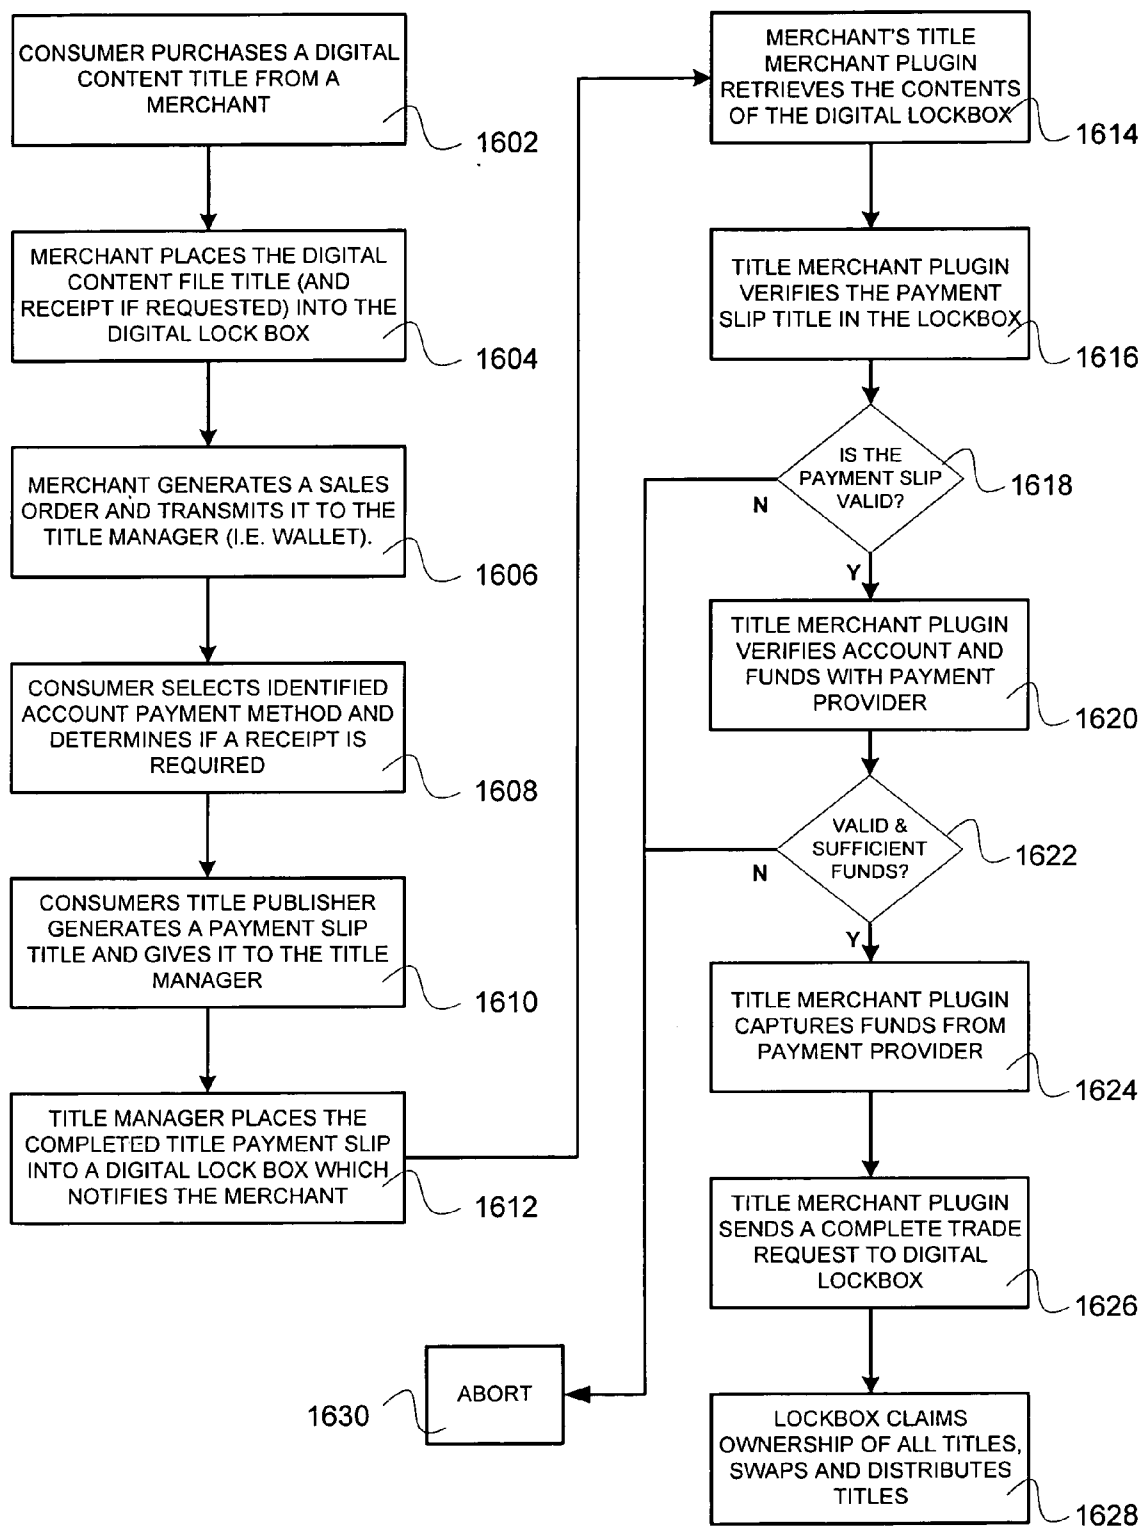 CONSUMER PURCHASES A DIGITAL
CONTENT TITLE FROM A
MERCHANT
1602
MERCHANT PLACES THE DIGITAL
CONTENT FILE TITLE (AND
RECEIPT IF REQUESTED) INTO THE
DIGITAL LOCK BOX
1604
MERCHANT GENERATES A SALES
ORDER AND TRANSMITS IT TO THE
TITLE MANAGER (I.E. WALLET).
1606
CONSUMER SELECTS IDENTIFIED
ACCOUNT PAYMENT METHOD AND
DETERMINES IF A RECEIPT IS
REQUIRED
1608
CONSUMERS TITLE PUBLISHER
GENERATES A PAYMENT SLIP
TITLE AND GIVES IT TO THE TITLE
MANAGER
1610
TITLE MANAGER PLACES THE
COMPLETED TITLE PAYMENT SLIP
INTO A DIGITAL LOCK BOX WHICH
NOTIFIES THE MERCHANT
1612
MERCHANT'S TITLE
MERCHANT PLUGIN
RETRIEVES THE CONTENTS
OF THE DIGITAL LOCKBOX
1614
TITLE MERCHANT PLUGIN
VERIFIES THE PAYMENT
SLIP TITLE IN THE LOCKBOX
1616
IS THE
PAYMENT SLIP
VALID?
1618
N
Y
TITLE MERCHANT PLUGIN
VERIFIES ACCOUNT AND
FUNDS WITH PAYMENT
PROVIDER
1620
VALID &
SUFFICIENT
FUNDS?
1622
N
Y
TITLE MERCHANT PLUGIN
CAPTURES FUNDS FROM
PAYMENT PROVIDER
1624
TITLE MERCHANT PLUGIN
SENDS A COMPLETE TRADE
REQUEST TO DIGITAL
LOCKBOX
1626
LOCKBOX CLAIMS
OWNERSHIP OF ALL TITLES,
SWAPS AND DISTRIBUTES
TITLES
1628
ABORT
1630